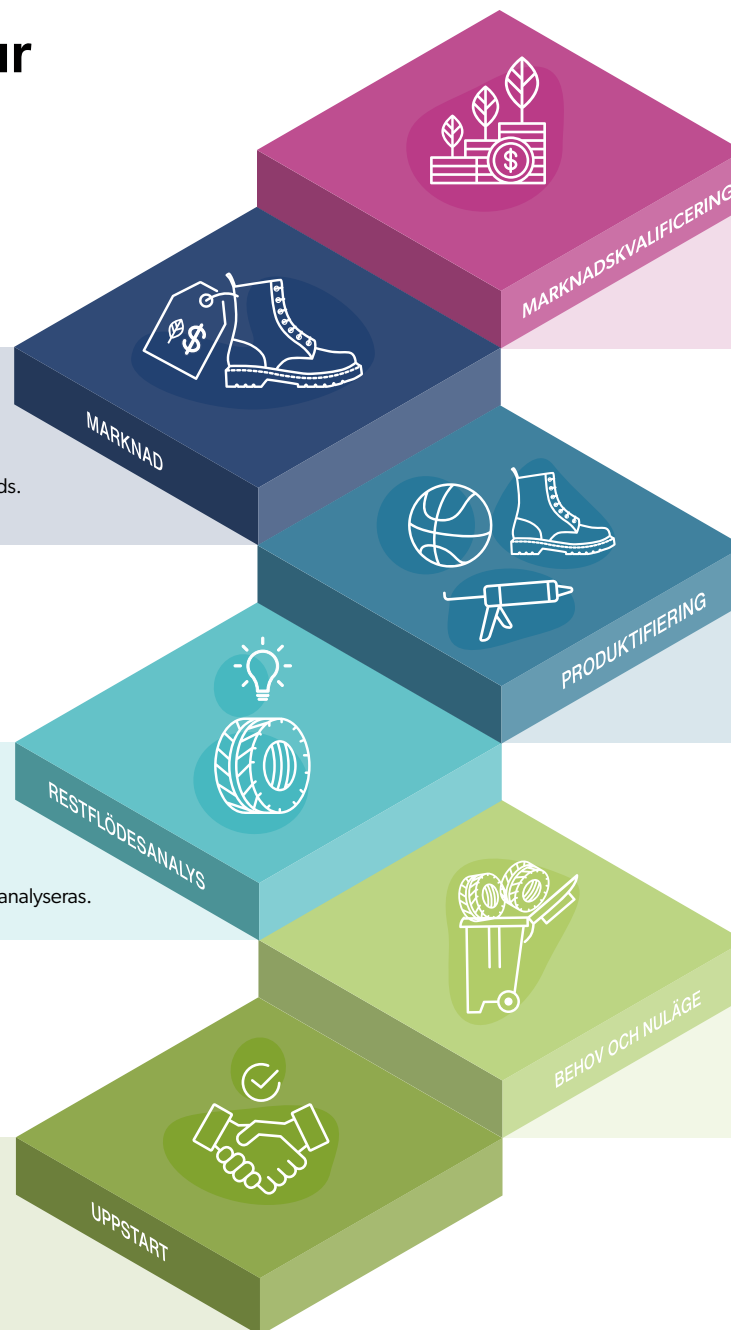 ur
MARKNADSKVALIFICERING
MARKNAD
ds.
PRODUKTIFIERING
RESTFLÖDESANALYS
analyseras.
BEHOV OCH NULÄGE
UPPSTART